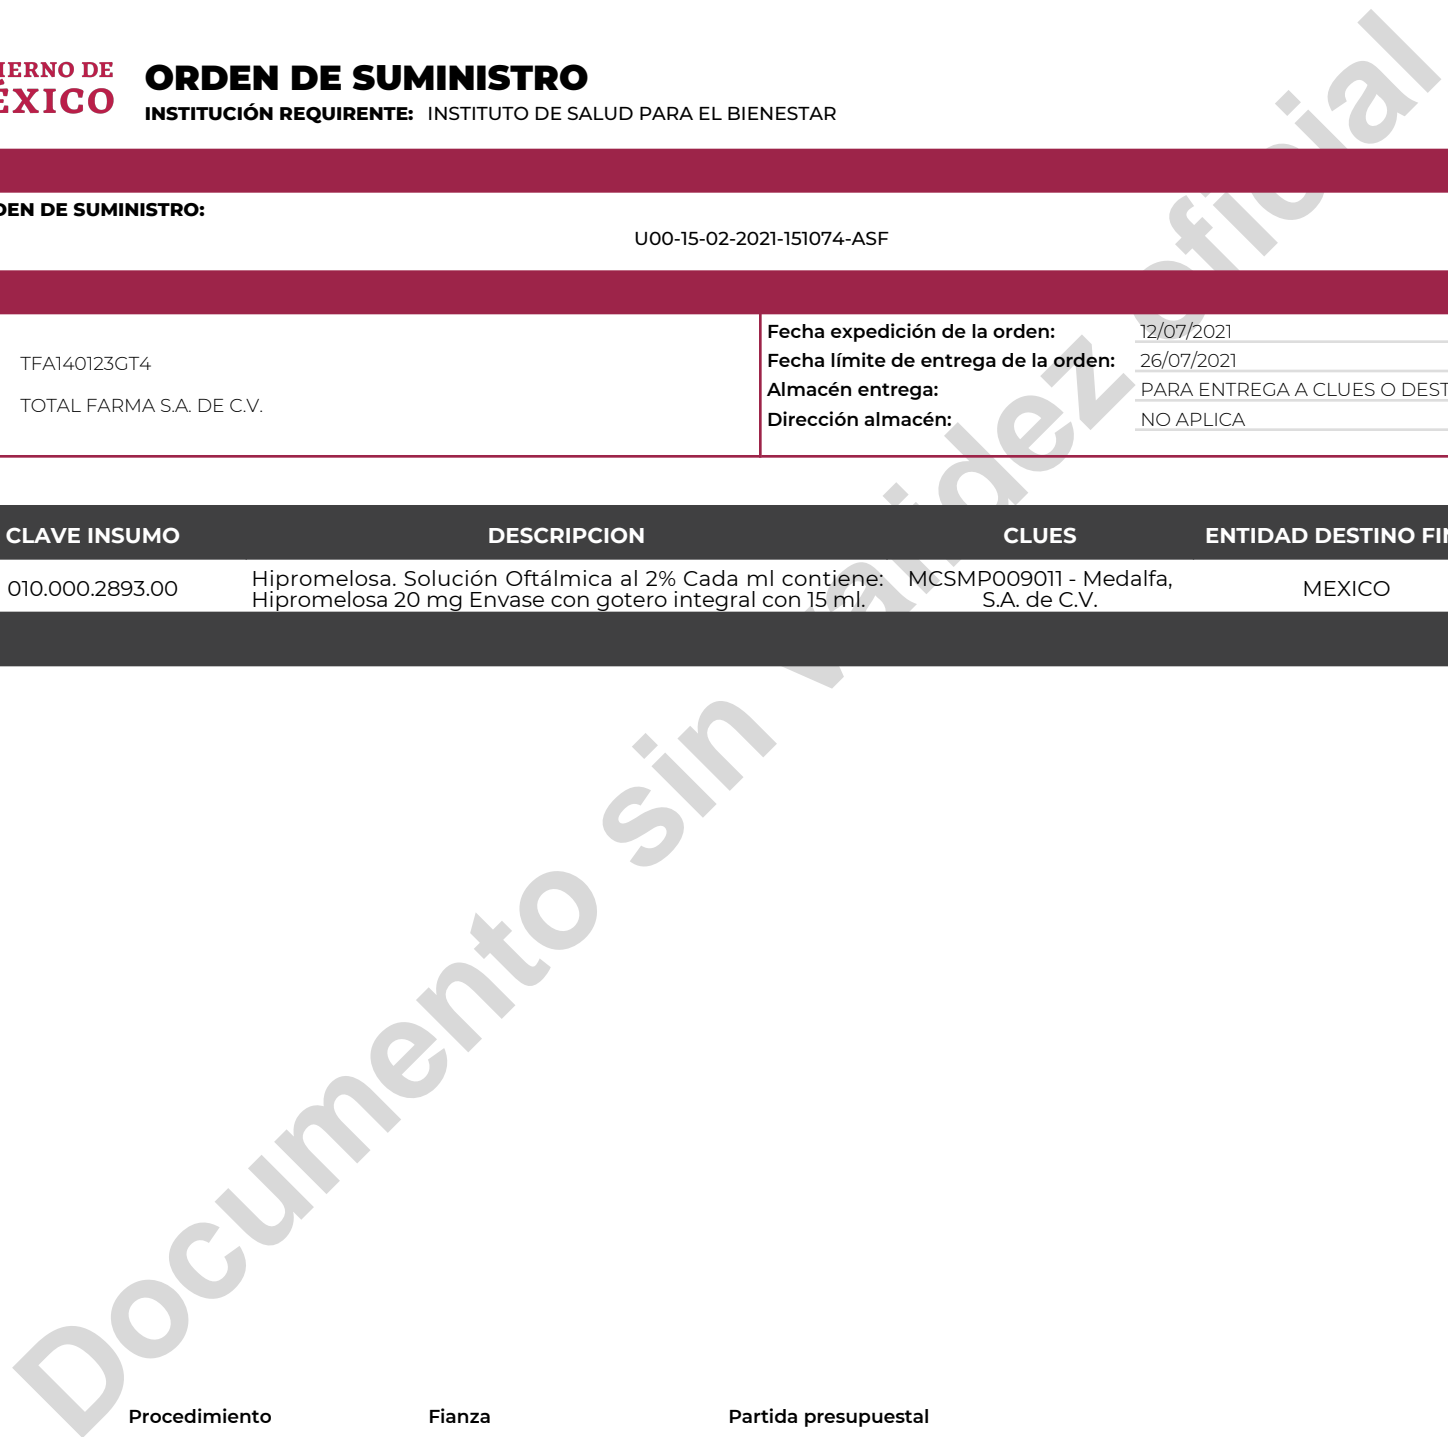 IERNO DE
ÉXICO
ORDEN DE SUMINISTRO
INSTITUCIÓN REQUIRENTE: INSTITUTO DE SALUD PARA EL BIENESTAR
DEN DE SUMINISTRO:
U00-15-02-2021-151074-ASF
TFA140123GT4
TOTAL FARMA S.A. DE C.V.
Fecha expedición de la orden: 12/07/2021
Fecha límite de entrega de la orden: 26/07/2021
Almacén entrega: PARA ENTREGA A CLUES O DEST
Dirección almacén: NO APLICA
CLAVE INSUMO DESCRIPCION CLUES ENTIDAD DESTINO FIN
010.000.2893.00 Hipromelosa. Solución Oftálmica al 2% Cada ml contiene: MCSMP009011 - Medalfa, MEXICO
Hipromelosa 20 mg Envase con gotero integral con 15 ml. S.A. de C.V.
Documento sin validez oficial
Procedimiento Fianza Partida presupuestal